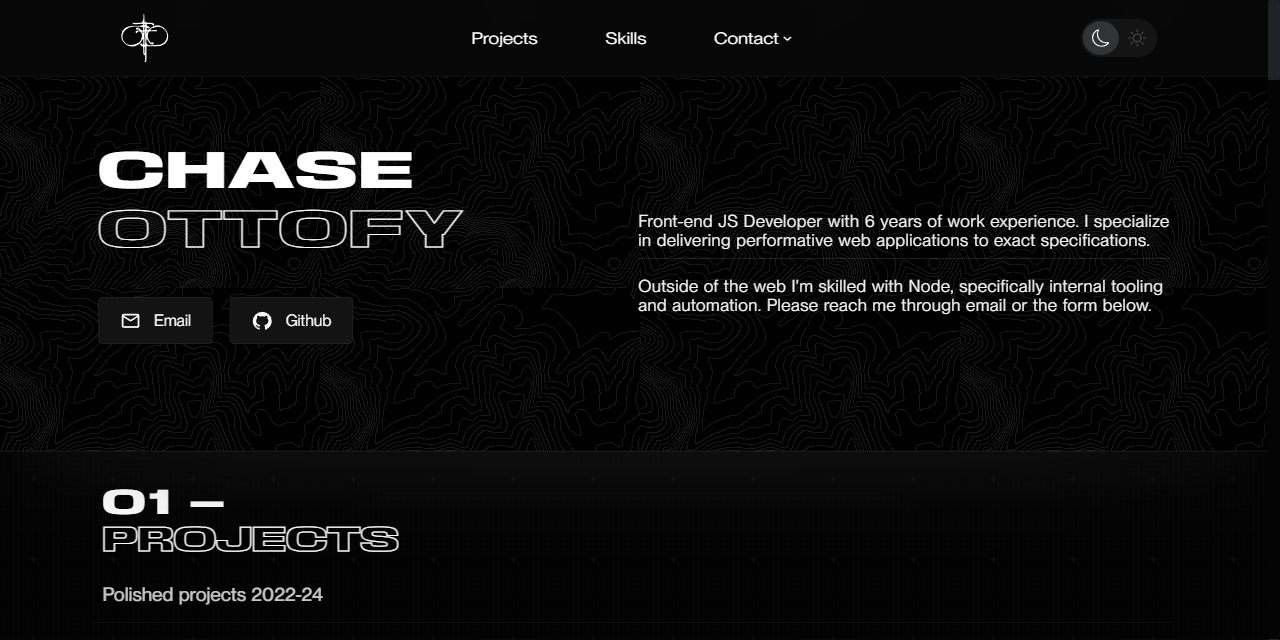 Projects
Skills
Contact
CHASE
OTTOFY
Front-end JS Developer with 6 years of work experience. I specialize
in delivering performative web applications to exact specifications.
Outside of the web I'm skilled with Node, specifically internal tooling
and automation. Please reach me through email or the form below.
Email
Github
01 —
PROJECTS
Polished projects 2022-24